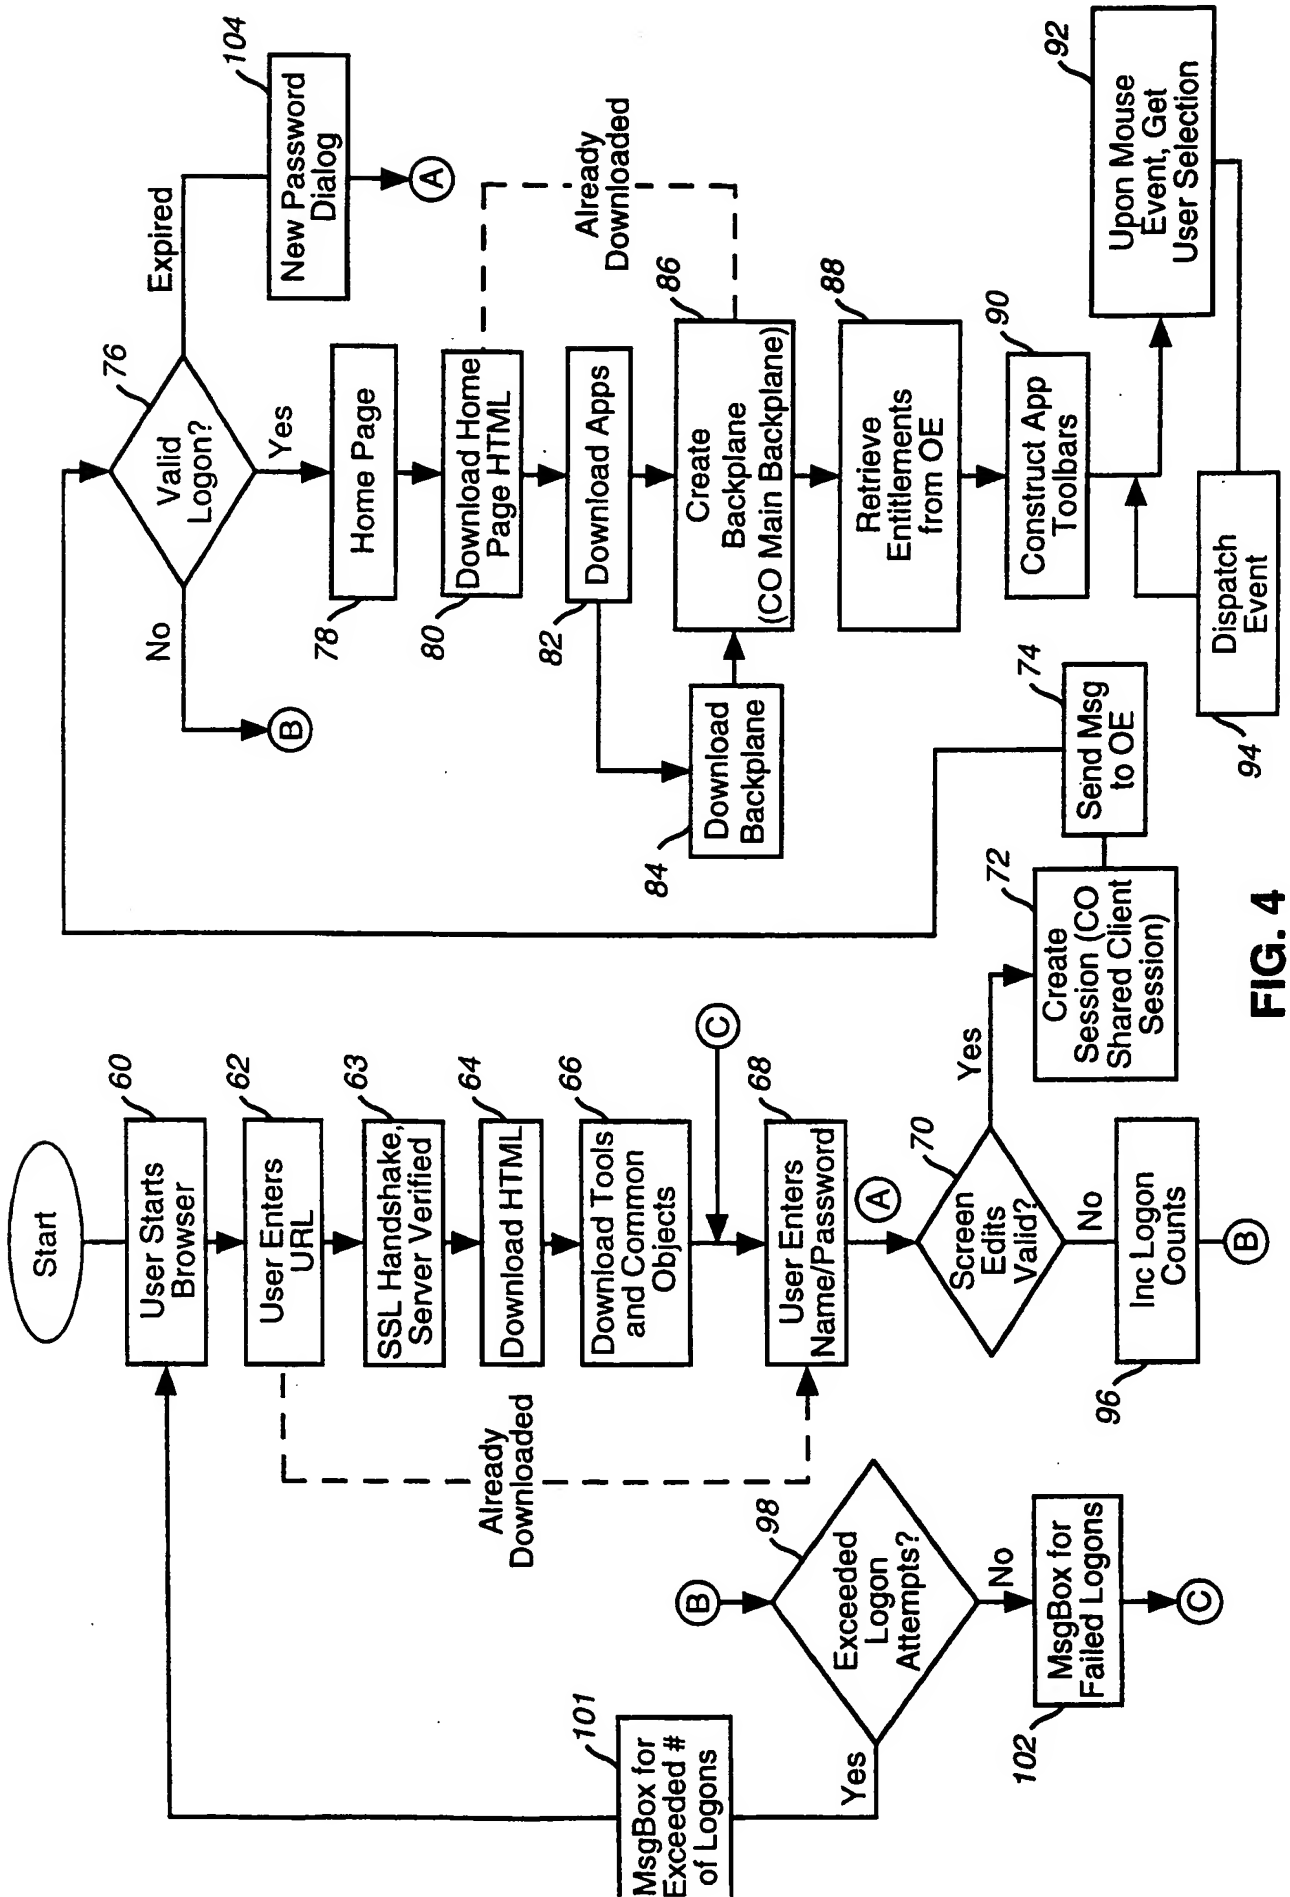 Start
60
User Starts
Browser
62
User Enters
URL
63
SSL Handshake,
Server Verified
64
Download HTML
66
Download Tools
and Common
Objects
C
68
User Enters
Name/Password
Already
Downloaded
A
70
Screen
Edits
Valid?
Yes
No
Inc Logon
Counts
96
B
72
Create
Session (CO
Shared Client
Session)
74
Send Msg
to OE
B
98
Exceeded
Logon
Attempts?
Yes
No
101
MsgBox for
Exceeded #
of Logons
MsgBox for
Failed Logons
102
C
76
Valid
Logon?
No
B
Yes
Expired
104
New Password
Dialog
A
Home Page
78
Download Home
Page HTML
80
Already
Downloaded
Download Apps
82
Download
Backplane
84
86
Create
Backplane
(CO Main Backplane)
88
Retrieve
Entitlements
from OE
90
Construct App
Toolbars
92
Upon Mouse
Event, Get
User Selection
Dispatch
Event
94
FIG. 4